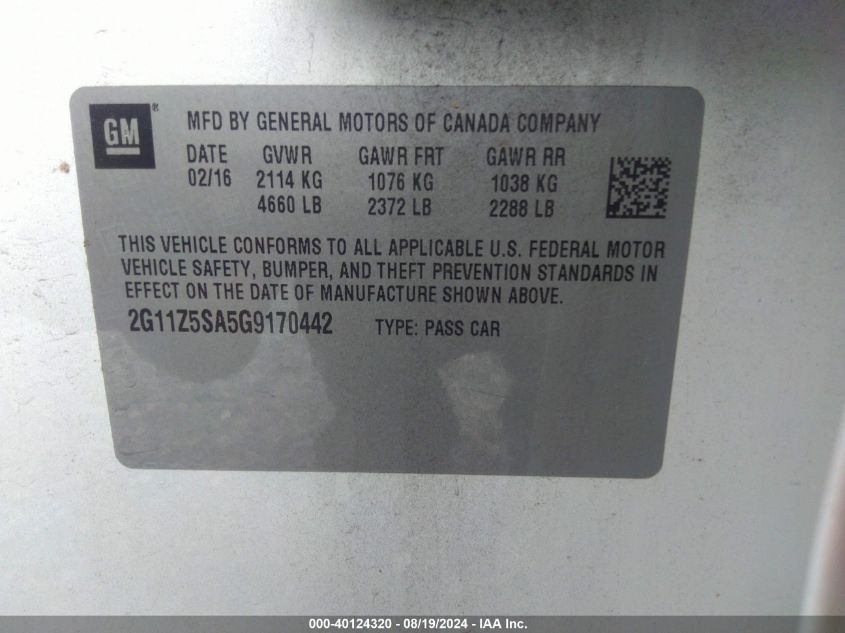 GM ® MFD BY GENERAL MOTORS OF CANADA COMPANY
DATE GVWR GAWR FRT GAWR RR
02/16 2114 KG 1076 KG 1038 KG
4660 LB 2372 LB 2288 LB
THIS VEHICLE CONFORMS TO ALL APPLICABLE U.S. FEDERAL MOTOR
VEHICLE SAFETY, BUMPER, AND THEFT PREVENTION STANDARDS IN
EFFECT ON THE DATE OF MANUFACTURE SHOWN ABOVE.
2G11Z5SA5G9170442 TYPE: PASS CAR
000-40124320 - 08/19/2024 - IAA Inc.